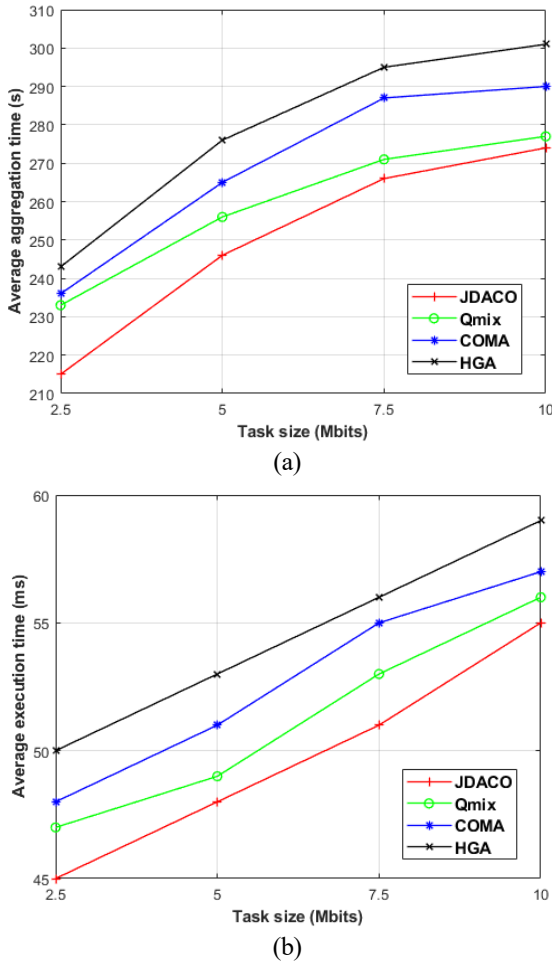 310
300
290
280
270
260
250
240
230
220
210
Average aggregation time (s)
JDACO
Qmix
COMA
HGA
2.5 5 7.5 10
Task size (Mbits)
(a)
60
55
50
45
Average execution time (ms)
JDACO
Qmix
COMA
HGA
2.5 5 7.5 10
Task size (Mbits)
(b)